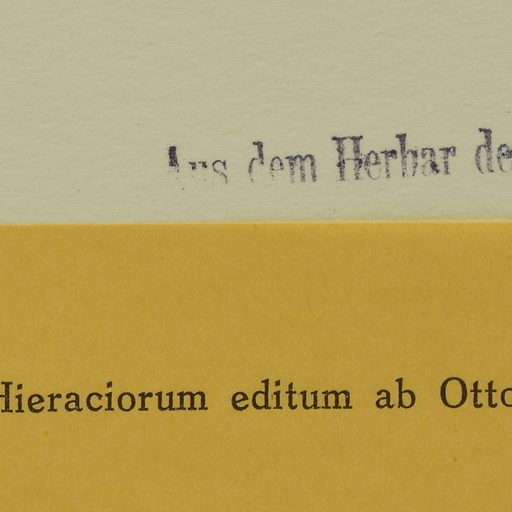 Aus dem Herbar de
Hieraciorum editum ab Otto